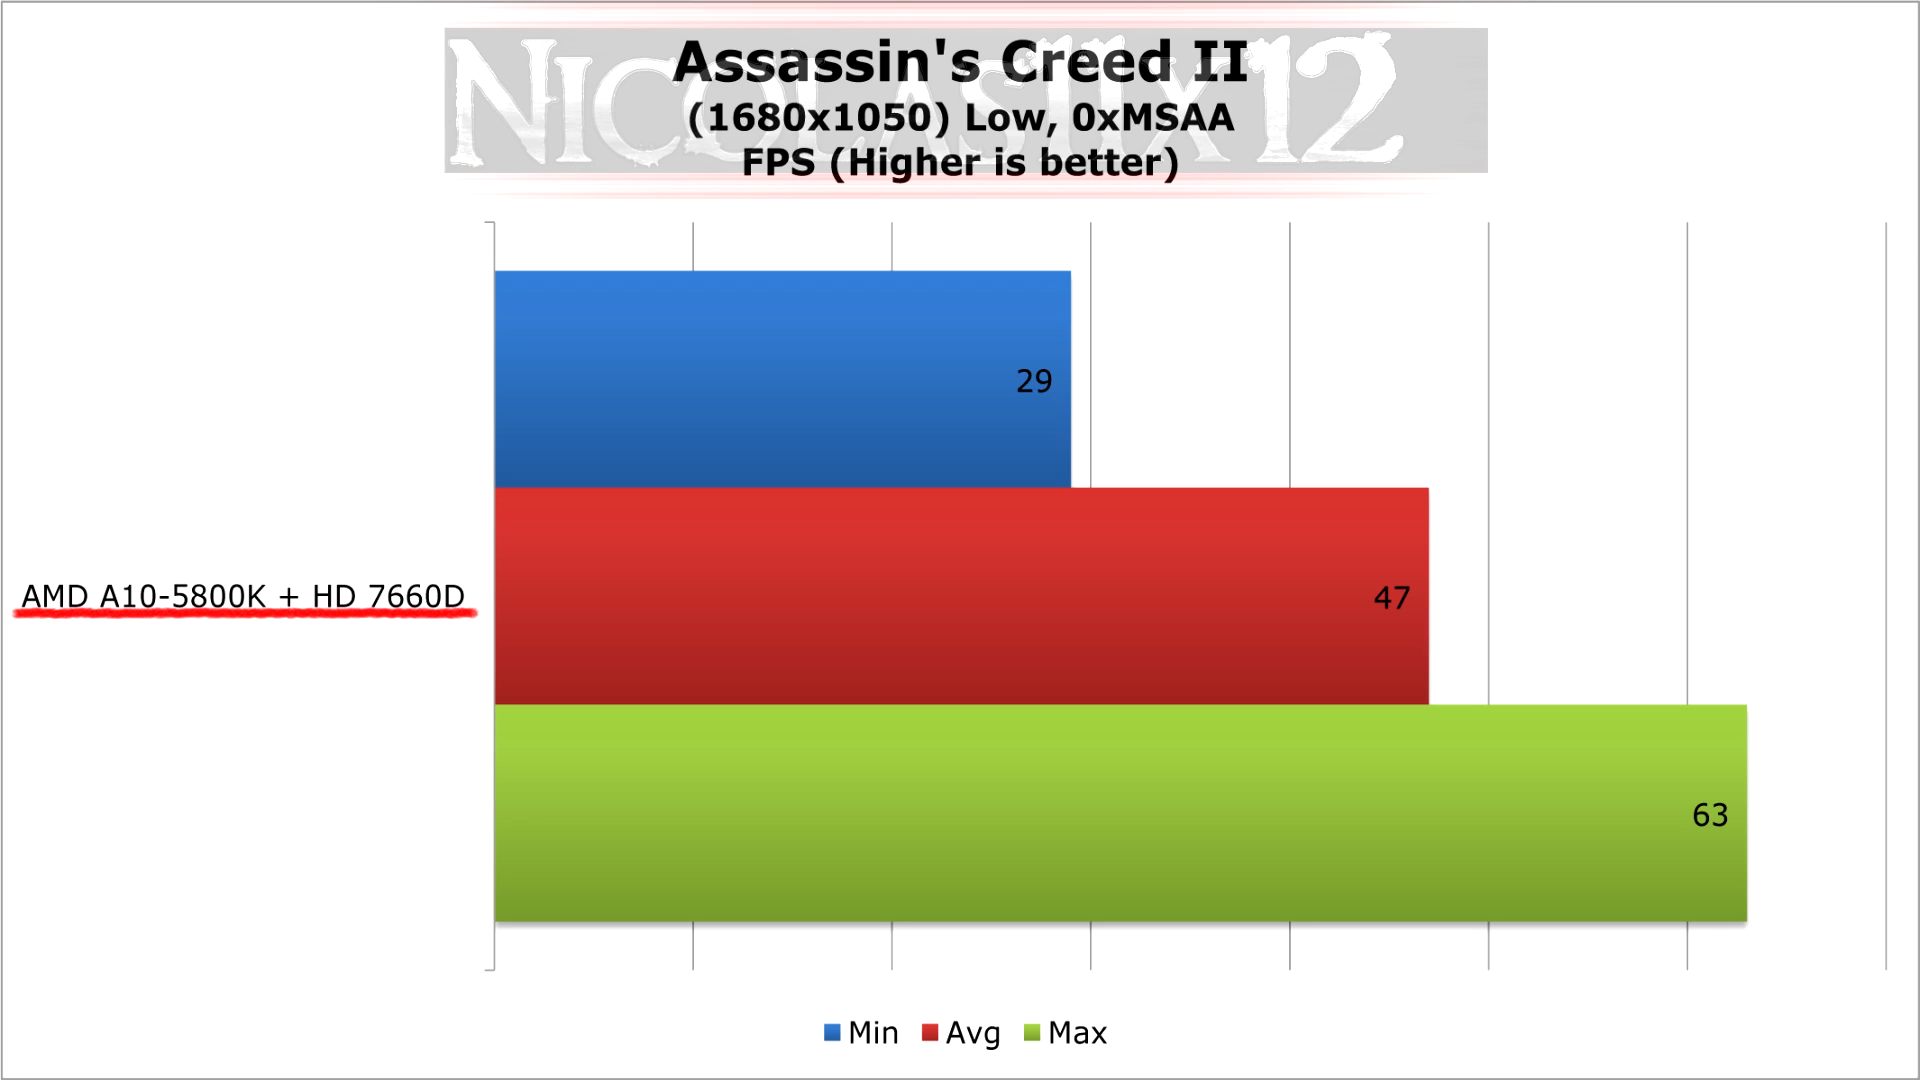 NICOLAS11X12
Assassin's Creed II
(1680x1050) Low, 0xMSAA
FPS (Higher is better)
29
AMD A10-5800K + HD 7660D
47
63
Min Avg Max